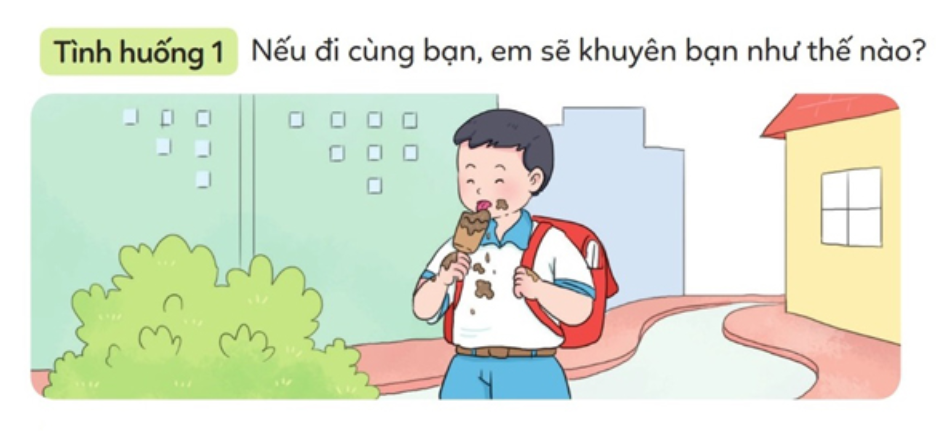 Tình huống 1 Nếu đi cùng bạn, em sẽ khuyên bạn như thế nào?